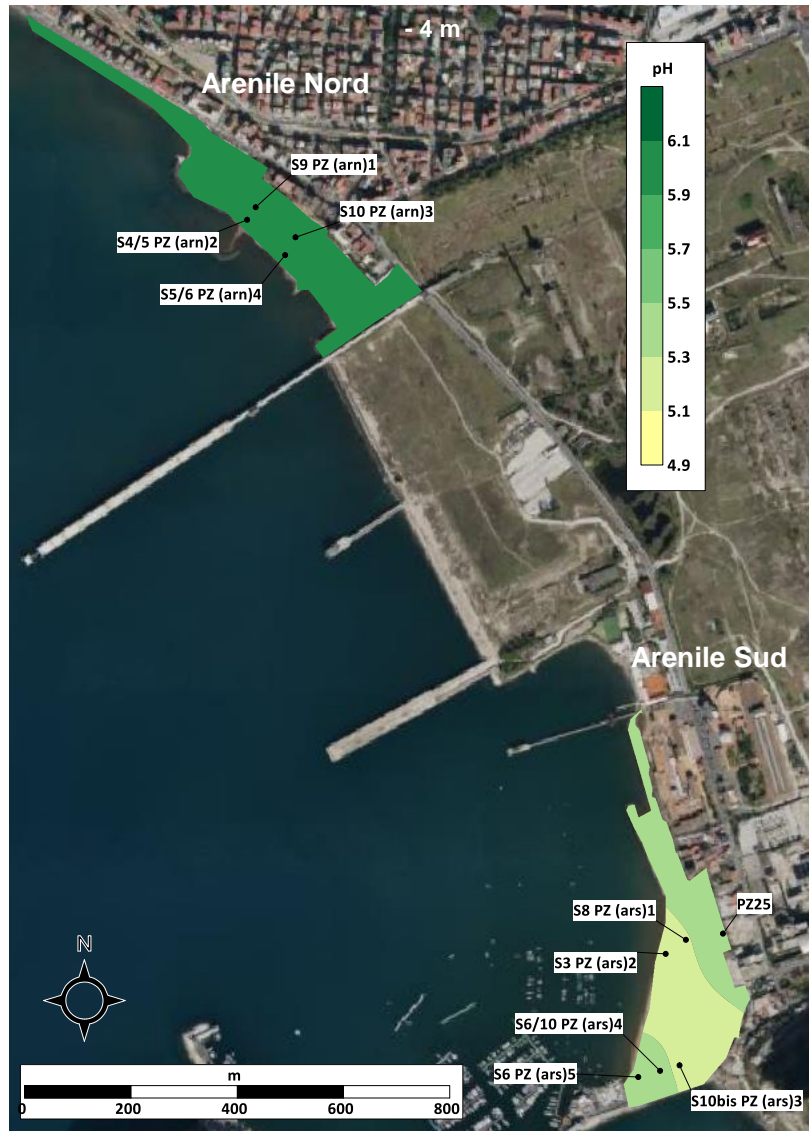 - 4 m
Arenile Nord
pH
6.1
5.9
5.7
5.5
5.3
5.1
4.9
S9 PZ (arn)1
S10 PZ (arn)3
S4/5 PZ (arn)2
S5/6 PZ (arn)4
Arenile Sud
S8 PZ (ars)1
PZ25
S3 PZ (ars)2
S6/10 PZ (ars)4
S6 PZ (ars)5
S10bis PZ (ars)3
N
m
0 200 400 600 800